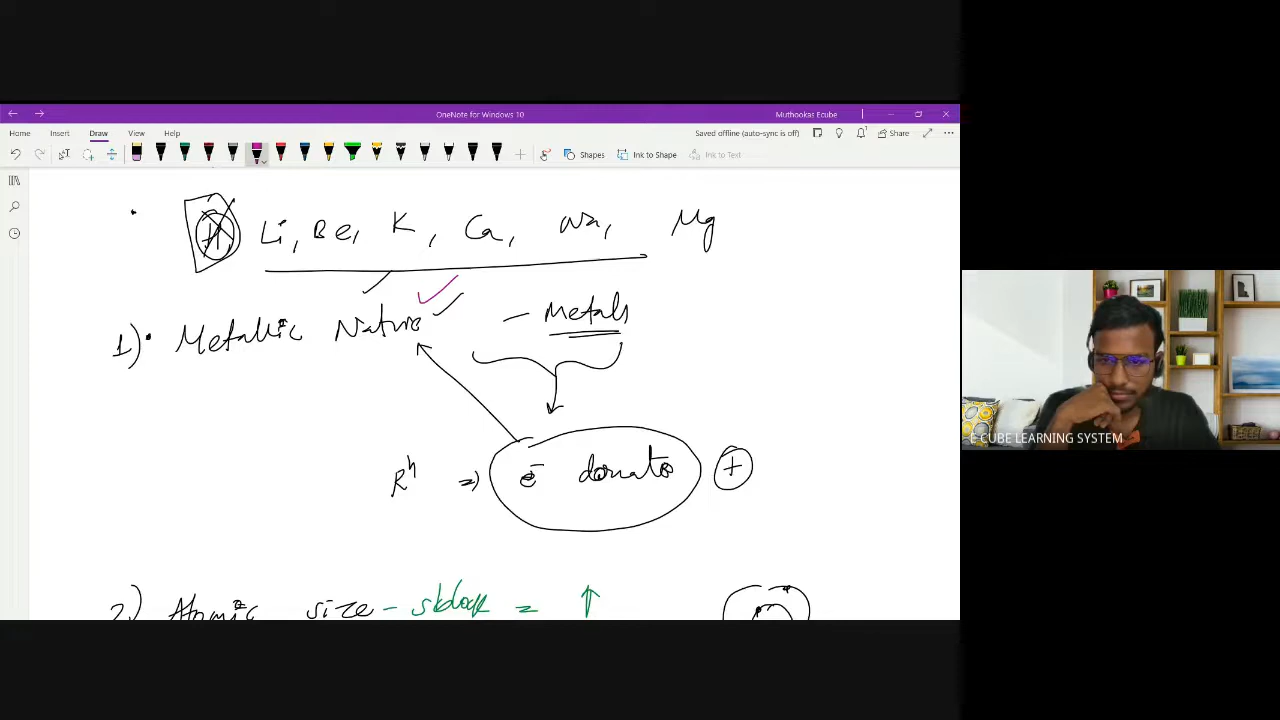 OneNote for Windows 10
Muthookas Ecube
Home Insert Draw View Help
Saved offline (auto-sync is off)
Share
Shapes
Ink to Shape
Ink to Text
H Li, Be, K, Ca, Na, Mg
1) Metallic Nature - Metals
=> e⁻ donate +
E CUBE LEARNING SYSTEM
2) Atomic size - = ↑